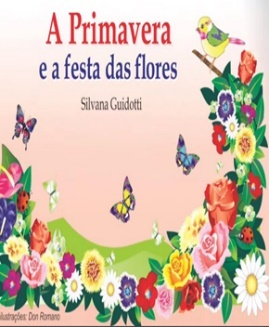 A Primavera
e a festa das flores
Silvana Guidotti
Ilustrações: Don Romano